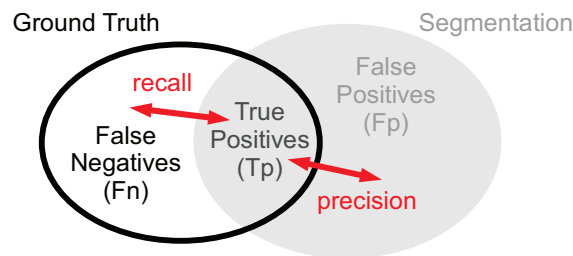 Ground Truth
Segmentation
recall
False
Positives
(Fp)
True
Positives
(Tp)
False
Negatives
(Fn)
precision